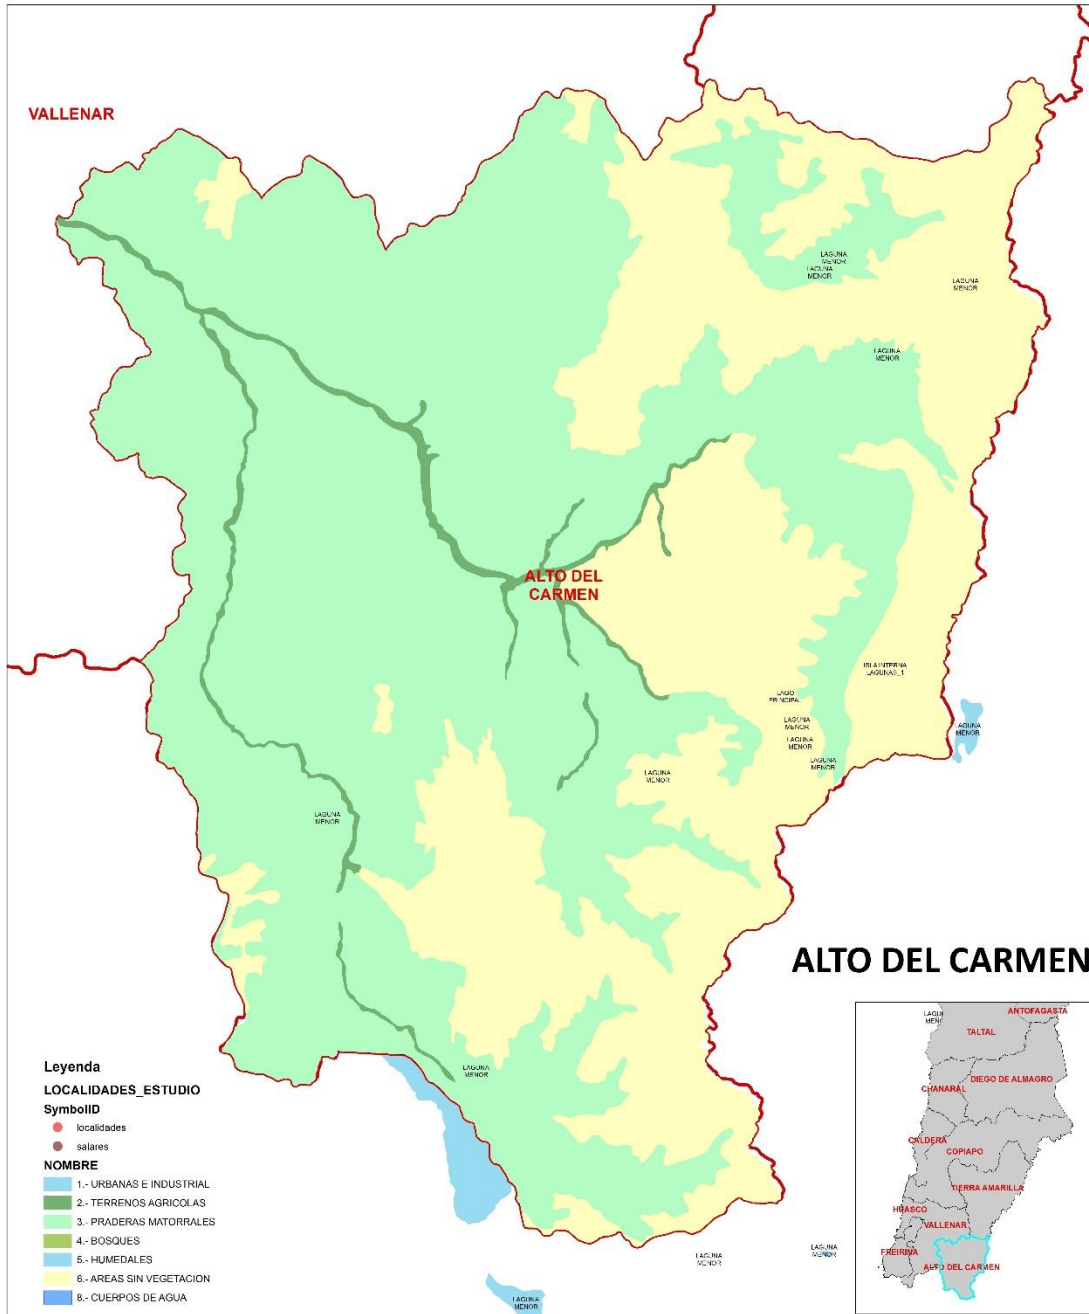 VALLENAR
LAGUNA
MENOR
LAGUNA
MENOR
LAGUNA
MENOR
LAGUNA
MENOR
ALTO DEL
CARMEN
ISLA INTERNA
LAGUNAS_1
LAGO
PRINCIPAL
LAGUNA
MENOR
LAGUNA
MENOR
LAGUNA
MENOR
AGUNA
MENOR
LAGUNA
MENOR
LAGUNA
MENOR
LAGUNA
MENOR
LAGUNA
MENOR
LAGUNA
MENOR
LAGUNA
MENOR
ALTO DEL CARMEN
Leyenda
LOCALIDADES_ESTUDIO
SymbolID
localidades
salares
NOMBRE
1.- URBANAS E INDUSTRIAL
2.- TERRENOS AGRICOLAS
3.- PRADERAS MATORRALES
4.- BOSQUES
5.- HUMEDALES
6.- AREAS SIN VEGETACION
8.- CUERPOS DE AGUA
LAGUI
MENC
ANTOFAGASTA
TALTAL
DIEGO DE ALMAGRO
CHANARAL
CALDERA
COPIAPO
TIERRA AMARILLA
HUASCO
VALLENAR
FREIRINA
ALTO DEL CARMEN